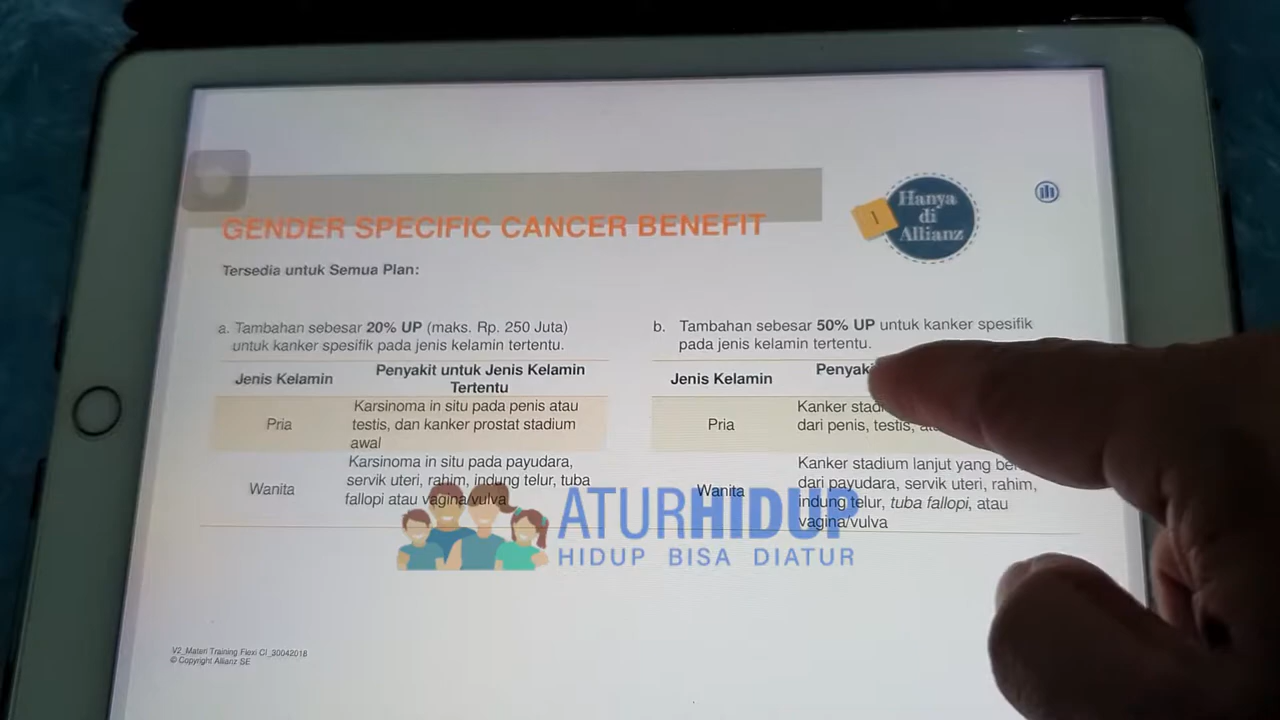 GENDER SPECIFIC CANCER BENEFIT
1
Hanya
di
Allianz
Tersedia untuk Semua Plan:
a. Tambahan sebesar 20% UP (maks. Rp. 250 Juta)
untuk kanker spesifik pada jenis kelamin tertentu.
Jenis Kelamin
Penyakit untuk Jenis Kelamin
Tertentu
Pria
Karsinoma in situ pada penis atau
testis, dan kanker prostat stadium
awal
Wanita
Karsinoma in situ pada payudara,
servik uteri, rahim, indung telur, tuba
fallopi atau vagina/vulva
b. Tambahan sebesar 50% UP untuk kanker spesifik
pada jenis kelamin tertentu.
Jenis Kelamin
Pria
Kanker
dari penis, testis,
Wanita
Kanker stadium lanjut yang
dari payudara, servik uteri, rahim,
indung telur, tuba fallopi, atau
vagina/vulva
ATURHIDUP
HIDUP BISA DIATUR
V2_Materi Training Flexi CI_30042018
© Copyright Allianz SE